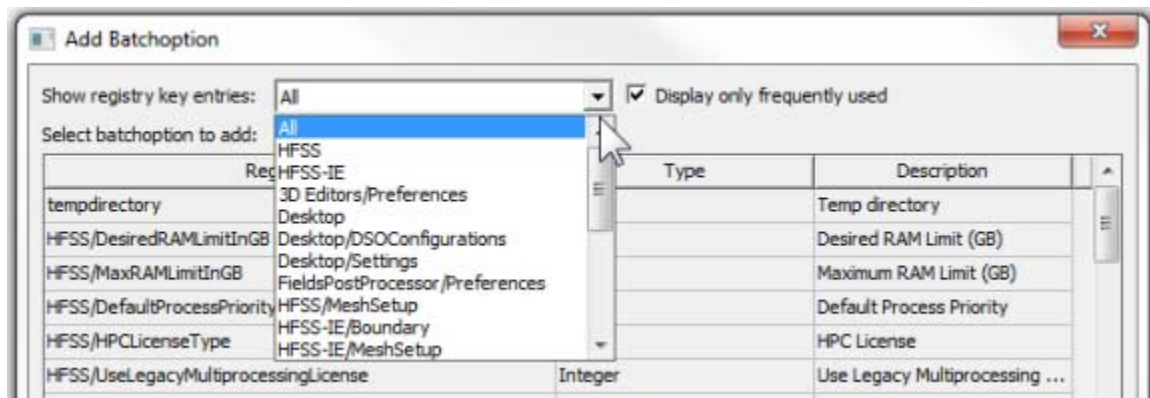 Add Batchoption
Show registry key entries: All Display only frequently used
Select batchoption to add:
All
HFSS
HFSS-IE
3D Editors/Preferences
Desktop
Desktop/DSOConfigurations
Desktop/Settings
FieldsPostProcessor/Preferences
HFSS/MeshSetup
HFSS-IE/Boundary
HFSS-IE/MeshSetup
Reg Type Description
tempdirectory Temp directory
HFSS/DesiredRAMLimitInGB Desired RAM Limit (GB)
HFSS/MaxRAMLimitInGB Maximum RAM Limit (GB)
HFSS/DefaultProcessPriority Default Process Priority
HFSS/HPCLicenseType HPC License
HFSS/UseLegacyMultiprocessingLicense Integer Use Legacy Multiprocessing ...